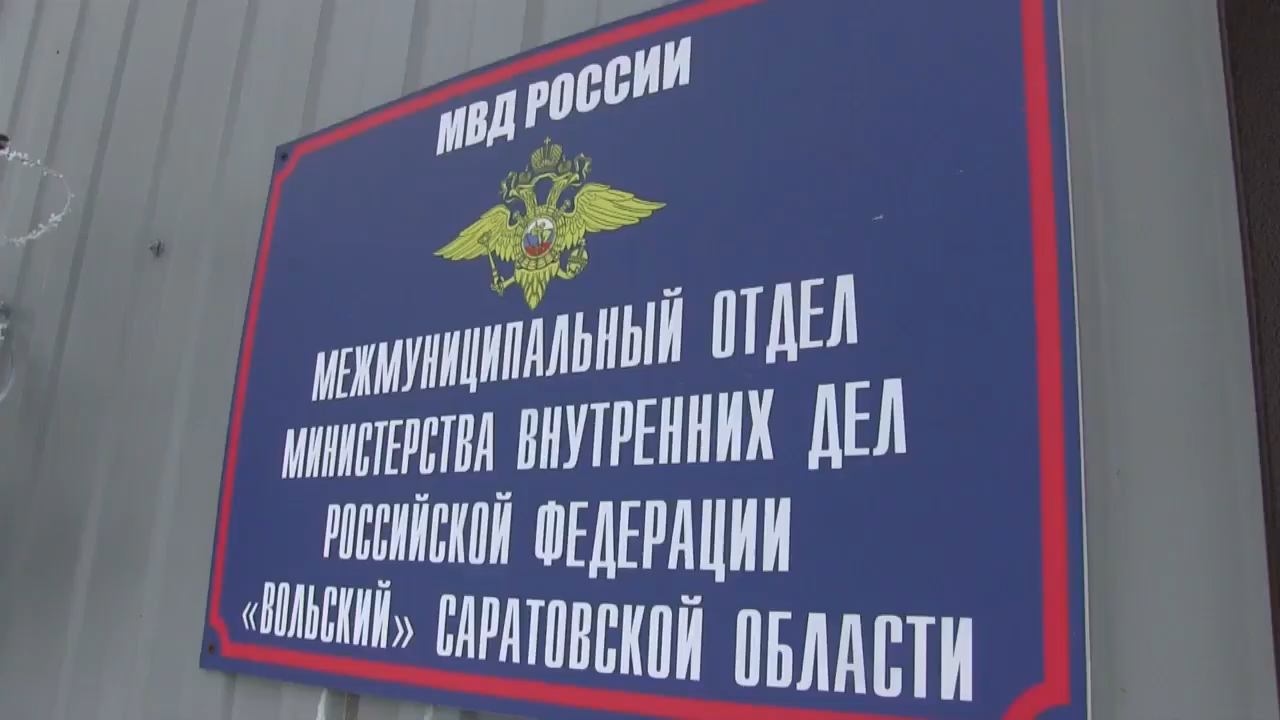 МВД РОССИИ
МЕЖМУНИЦИПАЛЬНЫЙ ОТДЕЛ
МИНИСТЕРСТВА ВНУТРЕННИХ ДЕЛ
РОССИЙСКОЙ ФЕДЕРАЦИИ
«ВОЛЬСКИЙ» САРАТОВСКОЙ ОБЛАСТИ